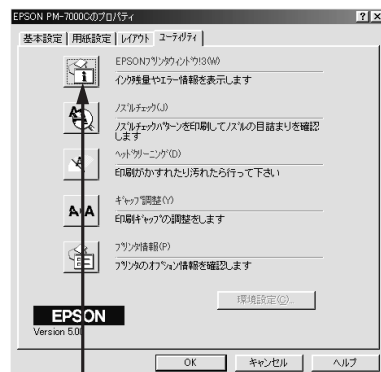 EPSON PM-7000Cのプロパティ
基本設定 用紙設定 レイアウト ユーティリティ
EPSONプリンタウィンドウ!3(W)
インク残量やエラー情報を表示します
ノズルチェック(J)
ノズルチェックパターンを印刷してノズルの目詰まりを確認
します
ヘッドクリーニング(D)
印刷がかすれたり汚れたら行って下さい
ギャップ調整(Y)
印刷ギャップの調整をします
プリンタ情報(P)
プリンタのオプション情報を確認します
環境設定(O)...
EPSON
Version 5.00
OK キャンセル ヘルプ